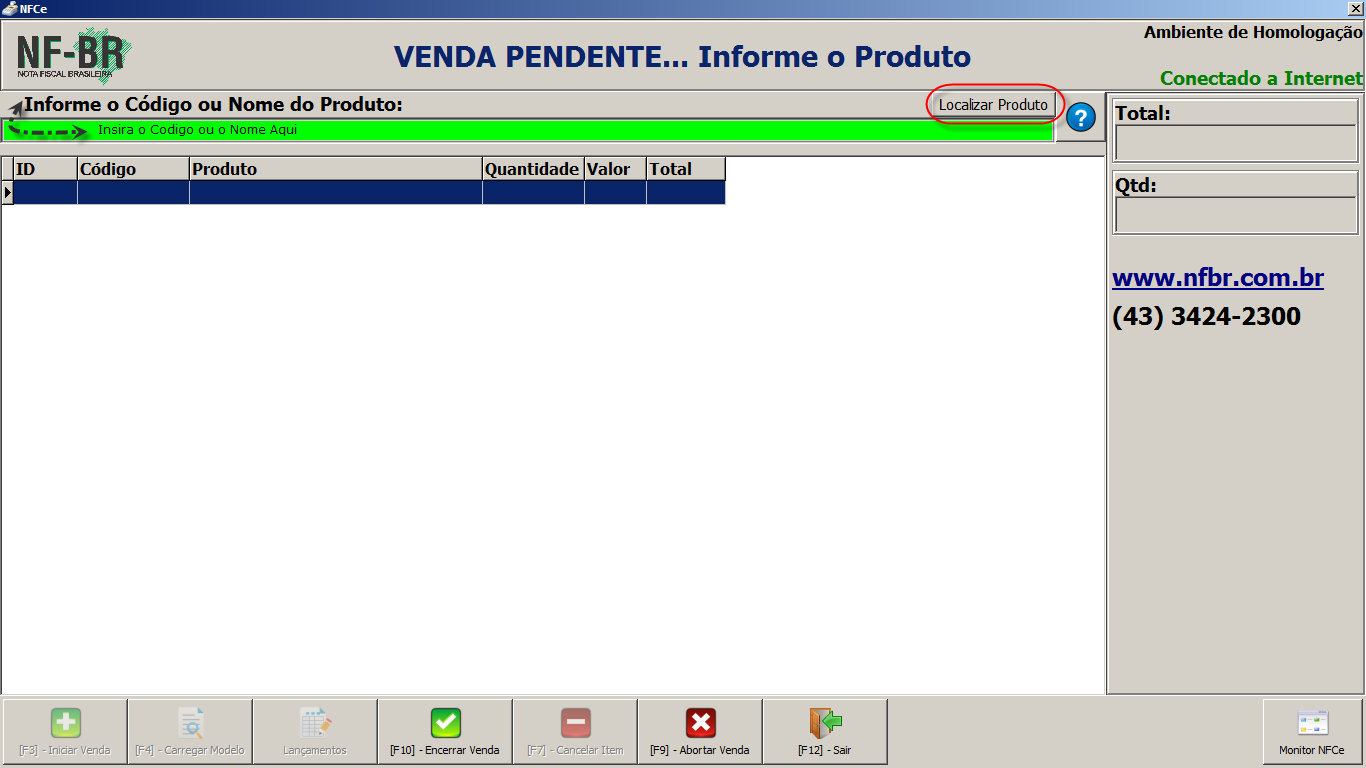 NFCe
NF-BR
NOTA FISCAL BRASILEIRA
VENDA PENDENTE... Informe o Produto
Ambiente de Homologação
Conectado a Internet
Informe o Código ou Nome do Produto:
Localizar Produto
?
Insira o Codigo ou o Nome Aqui
ID Código Produto Quantidade Valor Total
Total:
Qtd:
www.nfbr.com.br
(43) 3424-2300
[F3] - Iniciar Venda
[F4] - Carregar Modelo
Lançamentos
[F10] - Encerrar Venda
[F7] - Cancelar Item
[F9] - Abortar Venda
[F12] - Sair
Monitor NFCe